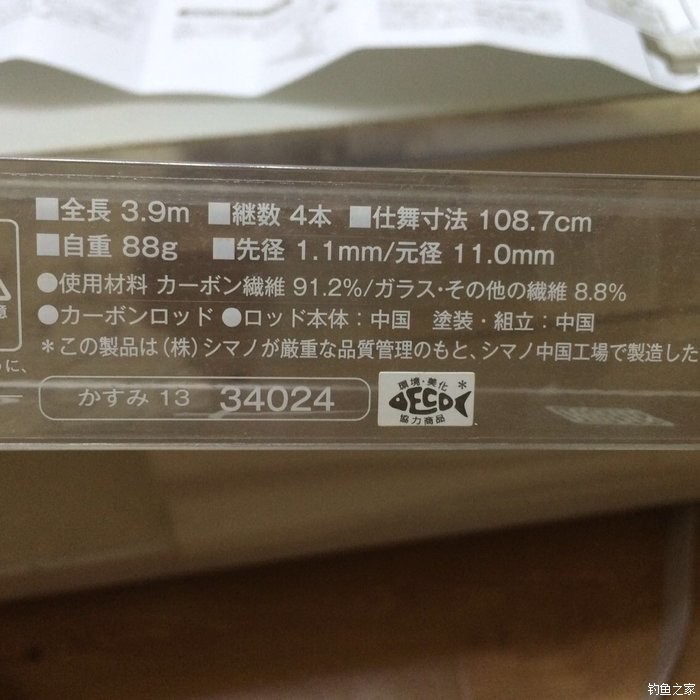 ■全長 3.9m ■継数 4本 ■仕舞寸法 108.7cm
■自重 88g ■先径 1.1mm/元径 11.0mm
●使用材料 カーボン繊維 91.2%/ガラス・その他の繊維 8.8%
●カーボンロッド ●ロッド本体：中国 塗装・組立：中国
＊この製品は（株）シマノが厳重な品質管理のもと、シマノ中国工場で製造した
かすみ 13 34024
環境・美化
ECO
協力商品
＊
意
に、
钓鱼之家